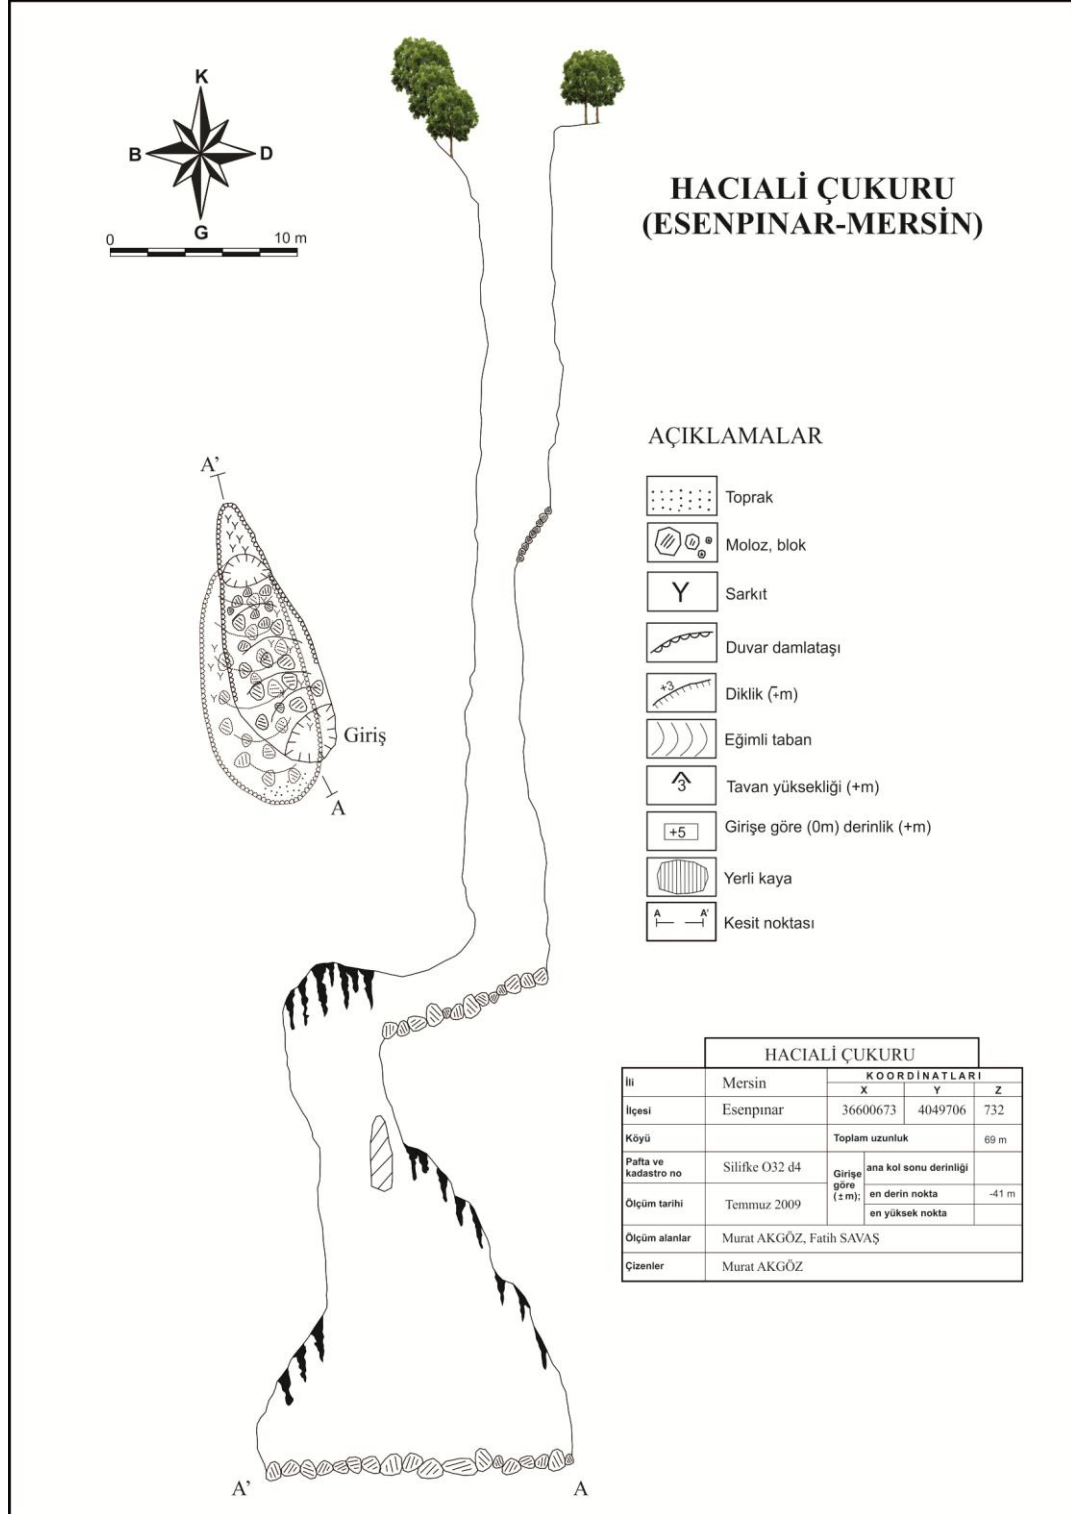 K
B D
G
0 10 m
HACIALİ ÇUKURU
(ESENPINAR-MERSİN)
A'
Giriş
A
AÇIKLAMALAR
Toprak
Moloz, blok
Y Sarkıt
Duvar damlataşı
+3 Diklik (∓m)
Eğimli taban
3 Tavan yüksekliği (+m)
+5 Girişe göre (0m) derinlik (+m)
Yerli kaya
A A' Kesit noktası
HACIALİ ÇUKURU
İli Mersin KOORDİNATLARI
X Y Z
İlçesi Esenpınar 36600673 4049706 732
Köyü Toplam uzunluk 69 m
Pafta ve kadastro no Silifke O32 d4 Girişe göre (±m); ana kol sonu derinliği
Ölçüm tarihi Temmuz 2009 en derin nokta -41 m
en yüksek nokta
Ölçüm alanlar Murat AKGÖZ, Fatih SAVAŞ
Çizenler Murat AKGÖZ
A' A